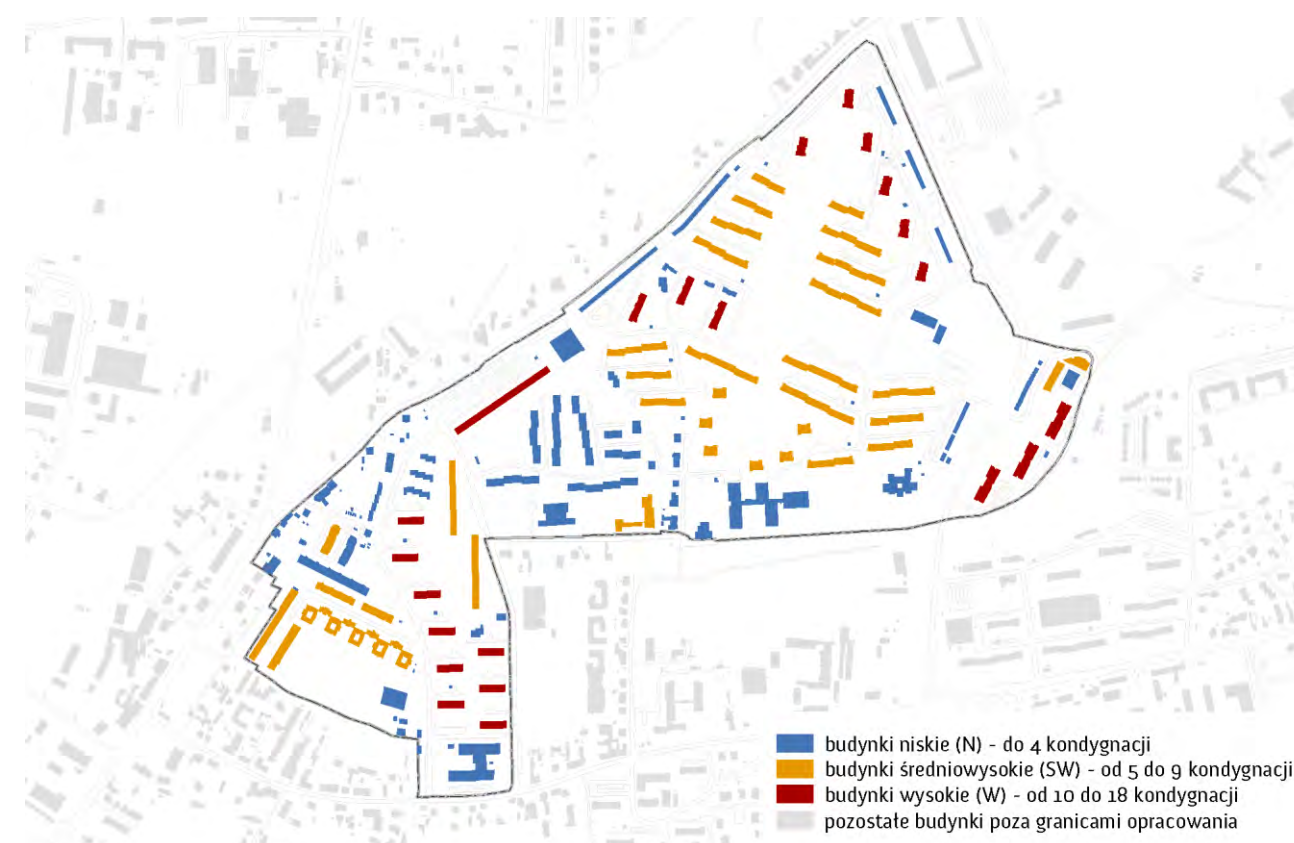 budynki niskie (N) - do 4 kondygnacji
budynki średniowysokie (SW) - od 5 do 9 kondygnacji
budynki wysokie (W) - od 10 do 18 kondygnacji
pozostałe budynki poza granicami opracowania